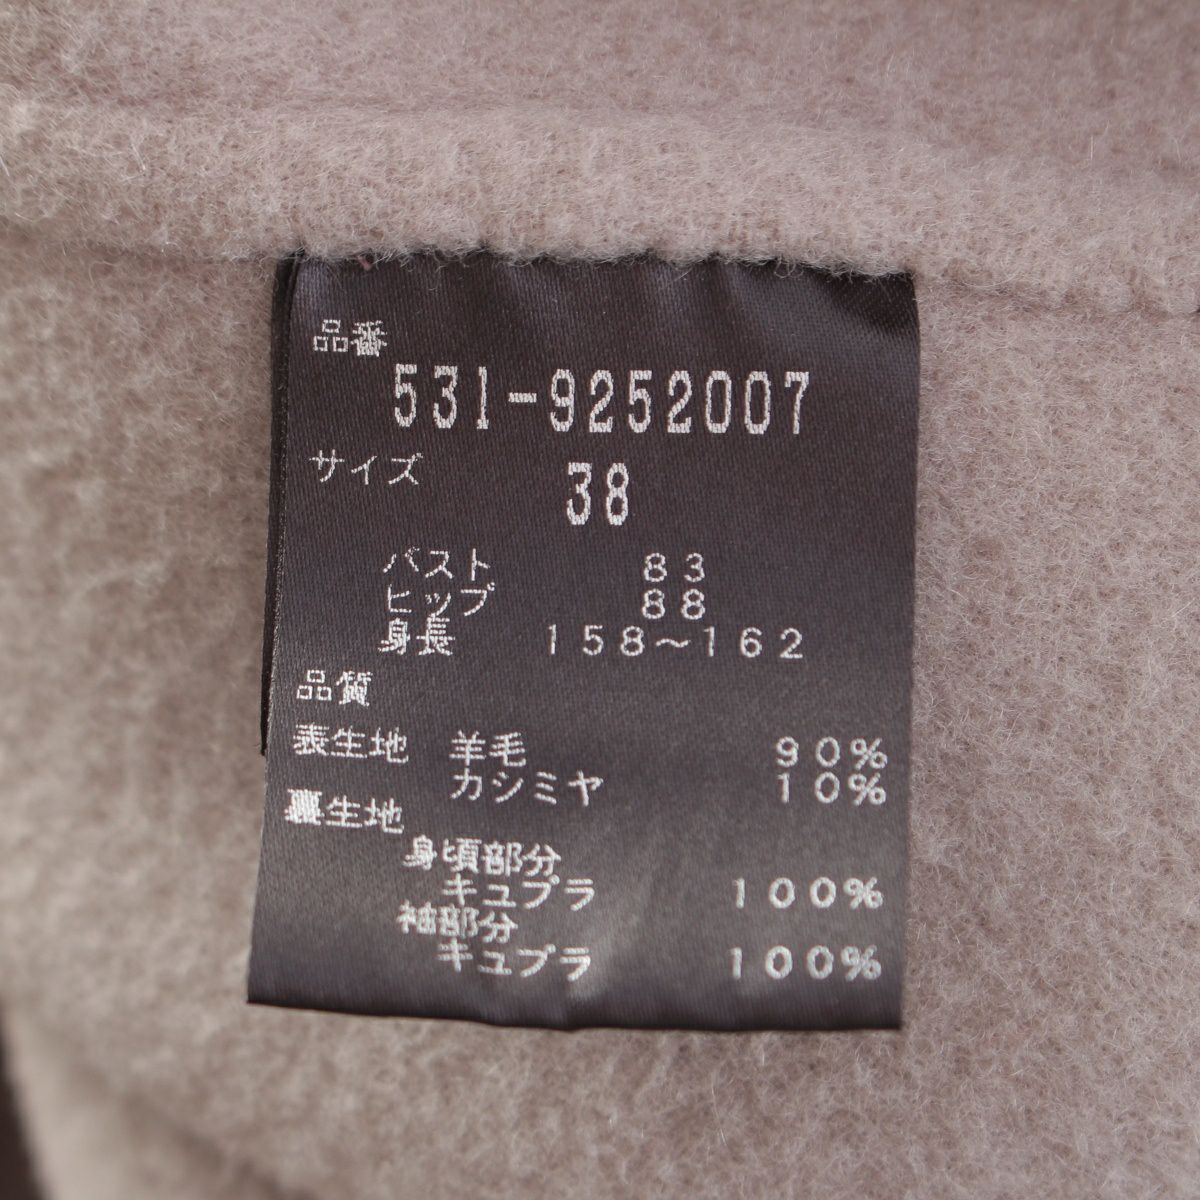 品番
531-9252007
サイズ 38
バスト 83
ヒップ 88
身長 158～162
品質
表生地 羊毛 90%
カシミヤ 10%
裏生地
身頃部分
キュプラ 100%
袖部分
キュプラ 100%